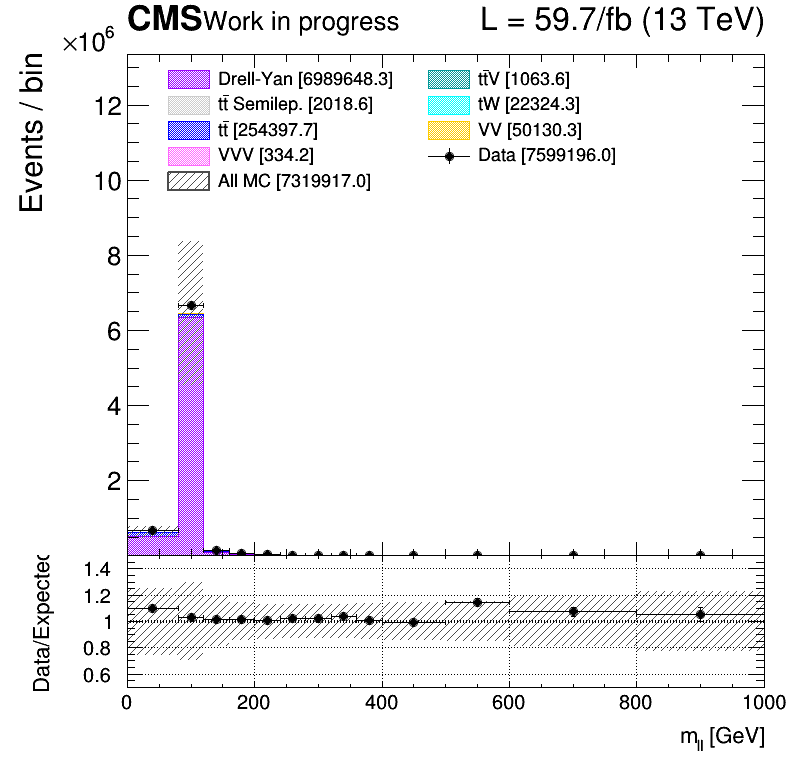 CMS Work in progress L = 59.7/fb (13 TeV)
×10⁶
Events / bin
Drell-Yan [6989648.3]
tt̄ Semilep. [2018.6]
tt̄ [254397.7]
VVV [334.2]
All MC [7319917.0]
tt̄V [1063.6]
tW [22324.3]
VV [50130.3]
Data [7599196.0]
12
10
8
6
4
2
Data/Expected
1.4
1.2
1
0.8
0.6
0 200 400 600 800 1000
m_ll [GeV]